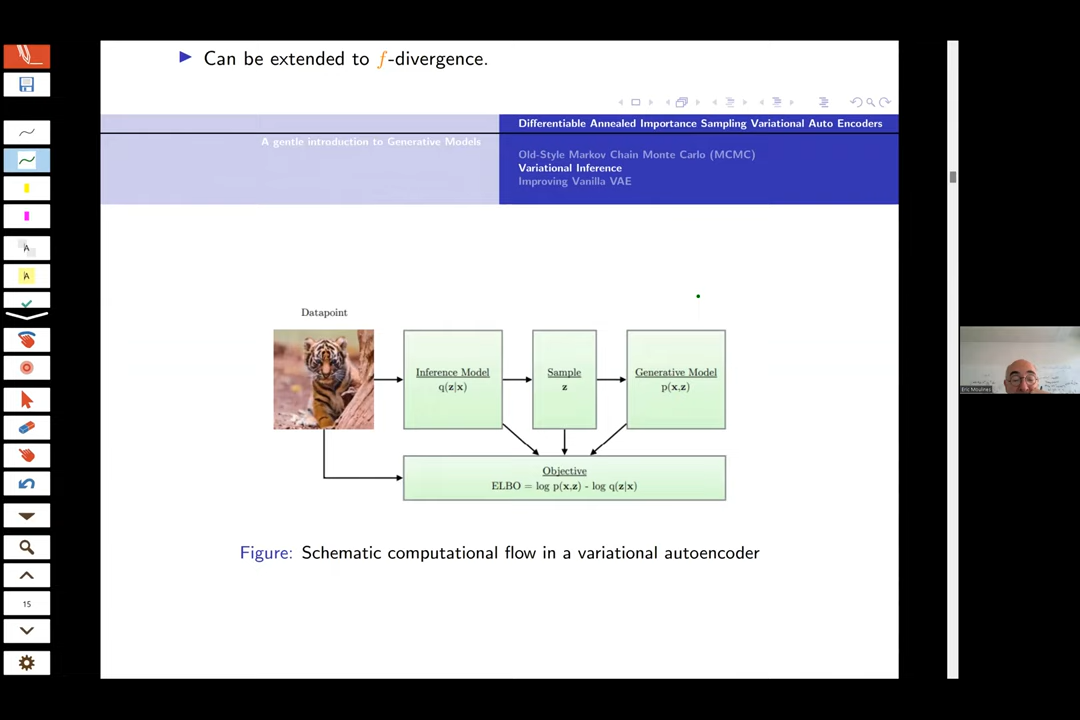 Can be extended to f-divergence.
Differentiable Annealed Importance Sampling Variational Auto Encoders
A gentle introduction to Generative Models
Old-Style Markov Chain Monte Carlo (MCMC)
Variational Inference
Improving Vanilla VAE
Datapoint
Inference Model
q(z|x)
Sample
z
Generative Model
p(x,z)
Objective
ELBO = log p(x,z) - log q(z|x)
Figure: Schematic computational flow in a variational autoencoder
A
A
15
Eric Moulines